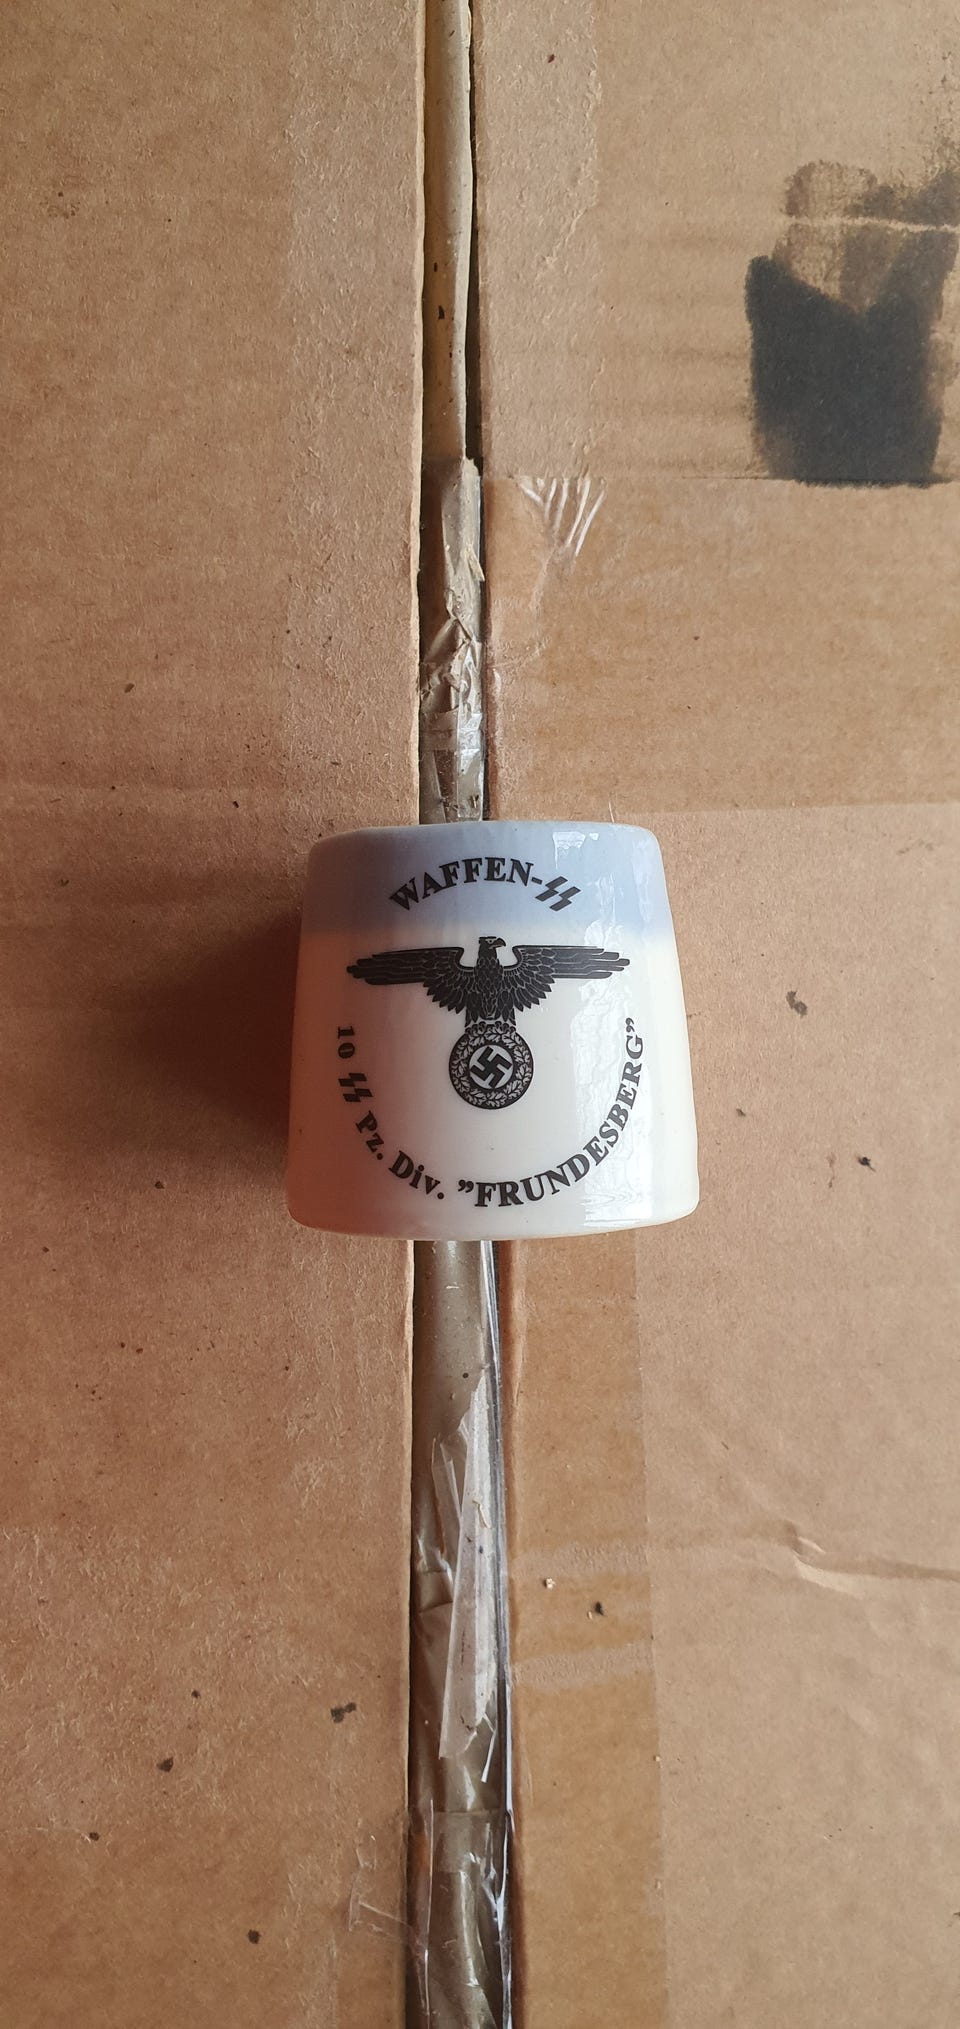 WAFFEN-ᛋᛋ
10 ᛋᛋ Pz. Div. ”FRUNDESBERG”